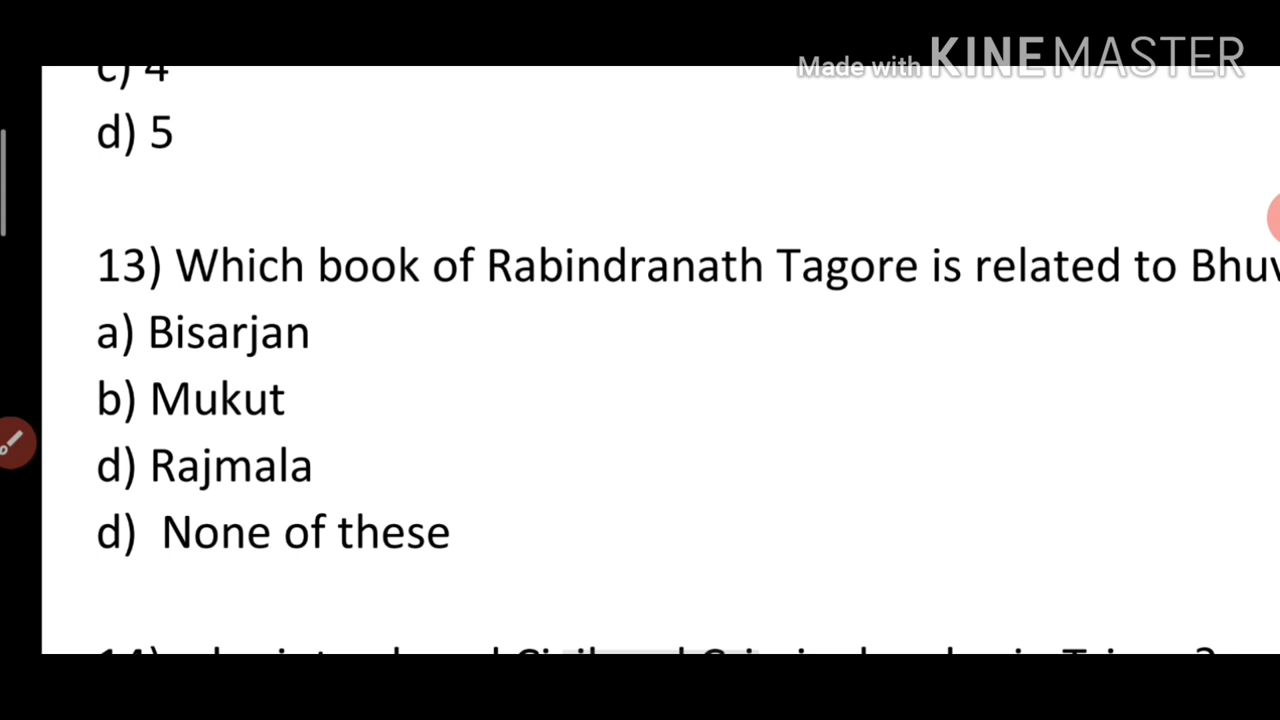 Made with KINEMASTER
c) 4
d) 5
13) Which book of Rabindranath Tagore is related to
a) Bisarjan
b) Mukut
d) Rajmala
d) None of these